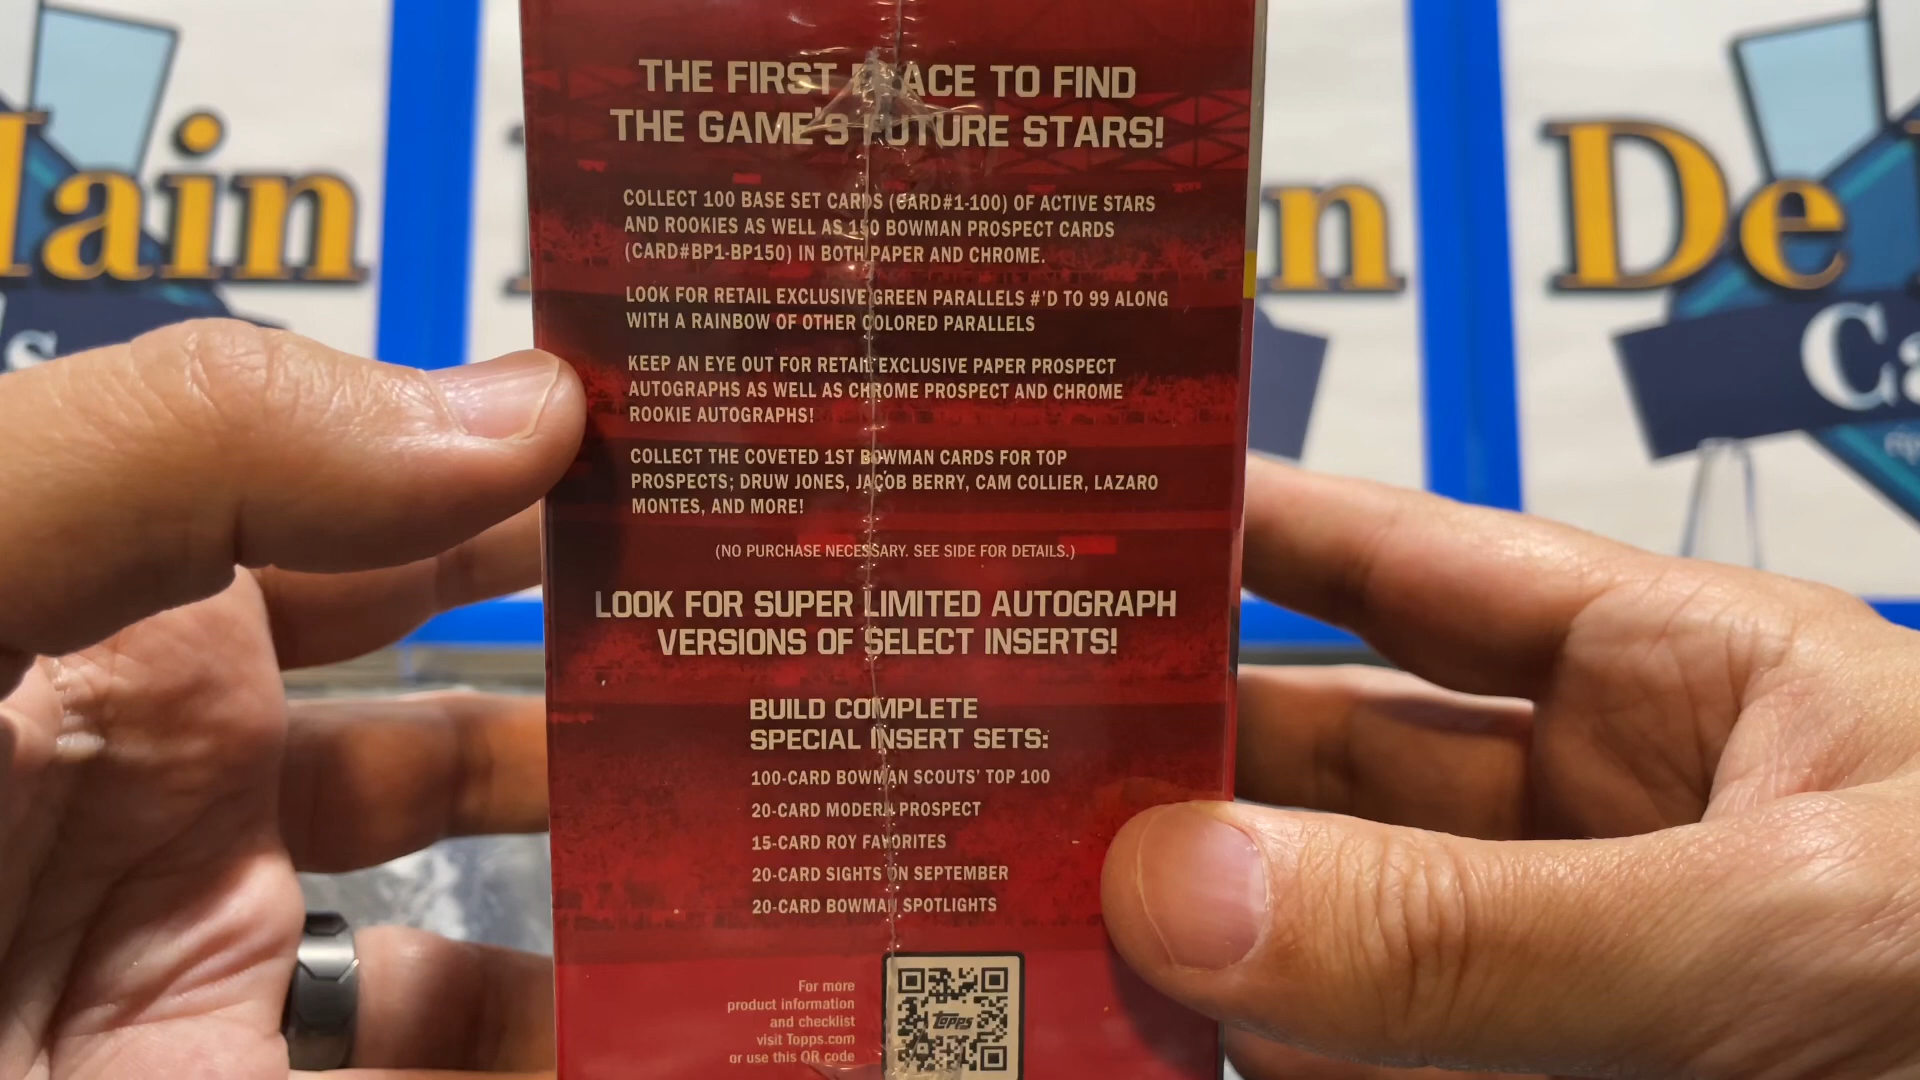 THE FIRST PLACE TO FIND
THE GAME'S FUTURE STARS!
COLLECT 100 BASE SET CARDS (CARD#1-100) OF ACTIVE STARS
AND ROOKIES AS WELL AS 150 BOWMAN PROSPECT CARDS
(CARD#BP1-BP150) IN BOTH PAPER AND CHROME.
LOOK FOR RETAIL EXCLUSIVE GREEN PARALLELS #'D TO 99 ALONG
WITH A RAINBOW OF OTHER COLORED PARALLELS
KEEP AN EYE OUT FOR RETAIL EXCLUSIVE PAPER PROSPECT
AUTOGRAPHS AS WELL AS CHROME PROSPECT AND CHROME
ROOKIE AUTOGRAPHS!
COLLECT THE COVETED 1ST BOWMAN CARDS FOR TOP
PROSPECTS; DRUW JONES, JACOB BERRY, CAM COLLIER, LAZARO
MONTES, AND MORE!
(NO PURCHASE NECESSARY. SEE SIDE FOR DETAILS.)
LOOK FOR SUPER LIMITED AUTOGRAPH
VERSIONS OF SELECT INSERTS!
BUILD COMPLETE
SPECIAL INSERT SETS:
100-CARD BOWMAN SCOUTS' TOP 100
20-CARD MODERN PROSPECT
15-CARD ROY FAVORITES
20-CARD SIGHTS ON SEPTEMBER
20-CARD BOWMAN SPOTLIGHTS
For more
product information
and checklist
visit Topps.com
or use this QR code
Topps
lain
n
De
Ca
s